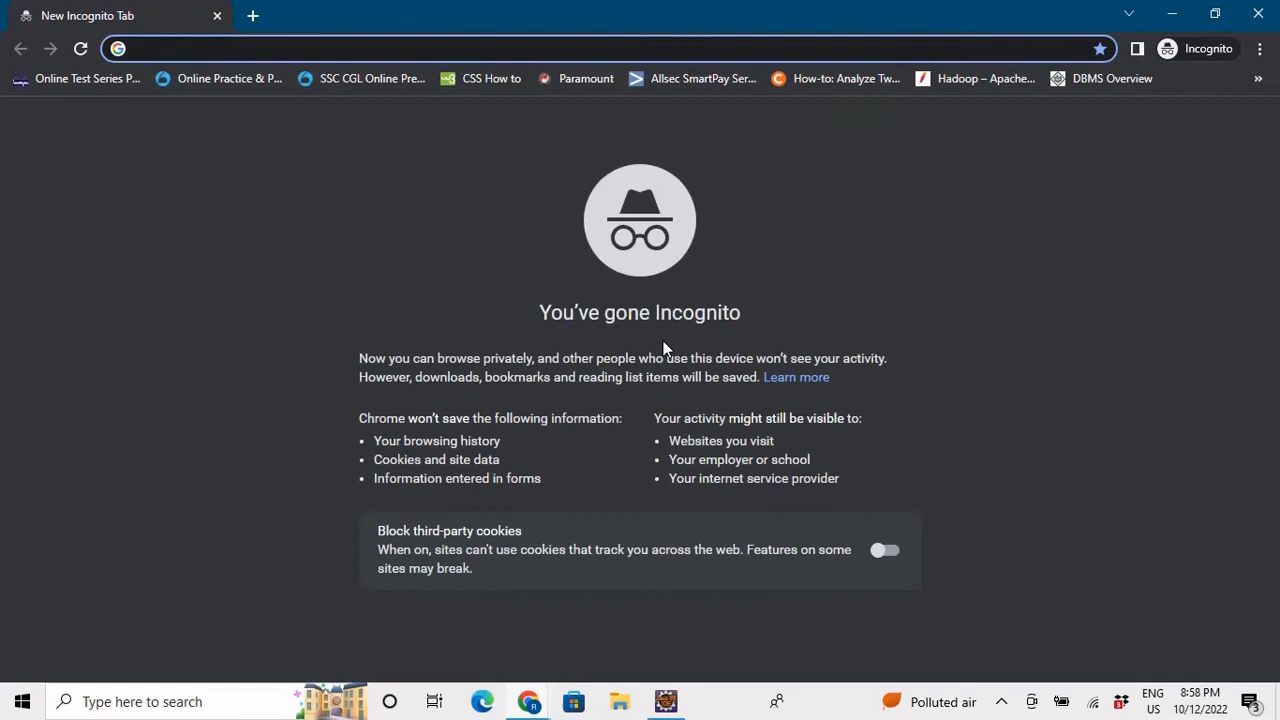 New Incognito Tab
Incognito
Online Test Series P...
Online Practice & P...
SSC CGL Online Pre...
CSS How to
Paramount
Allsec SmartPay Ser...
How-to: Analyze Tw...
Hadoop – Apache...
DBMS Overview
»
You've gone Incognito
Now you can browse privately, and other people who use this device won't see your activity.
However, downloads, bookmarks and reading list items will be saved. Learn more
Chrome won't save the following information:
• Your browsing history
• Cookies and site data
• Information entered in forms
Your activity might still be visible to:
• Websites you visit
• Your employer or school
• Your internet service provider
Block third-party cookies
When on, sites can't use cookies that track you across the web. Features on some
sites may break.
Type here to search
Polluted air
ENG
US
8:58 PM
10/12/2022
3